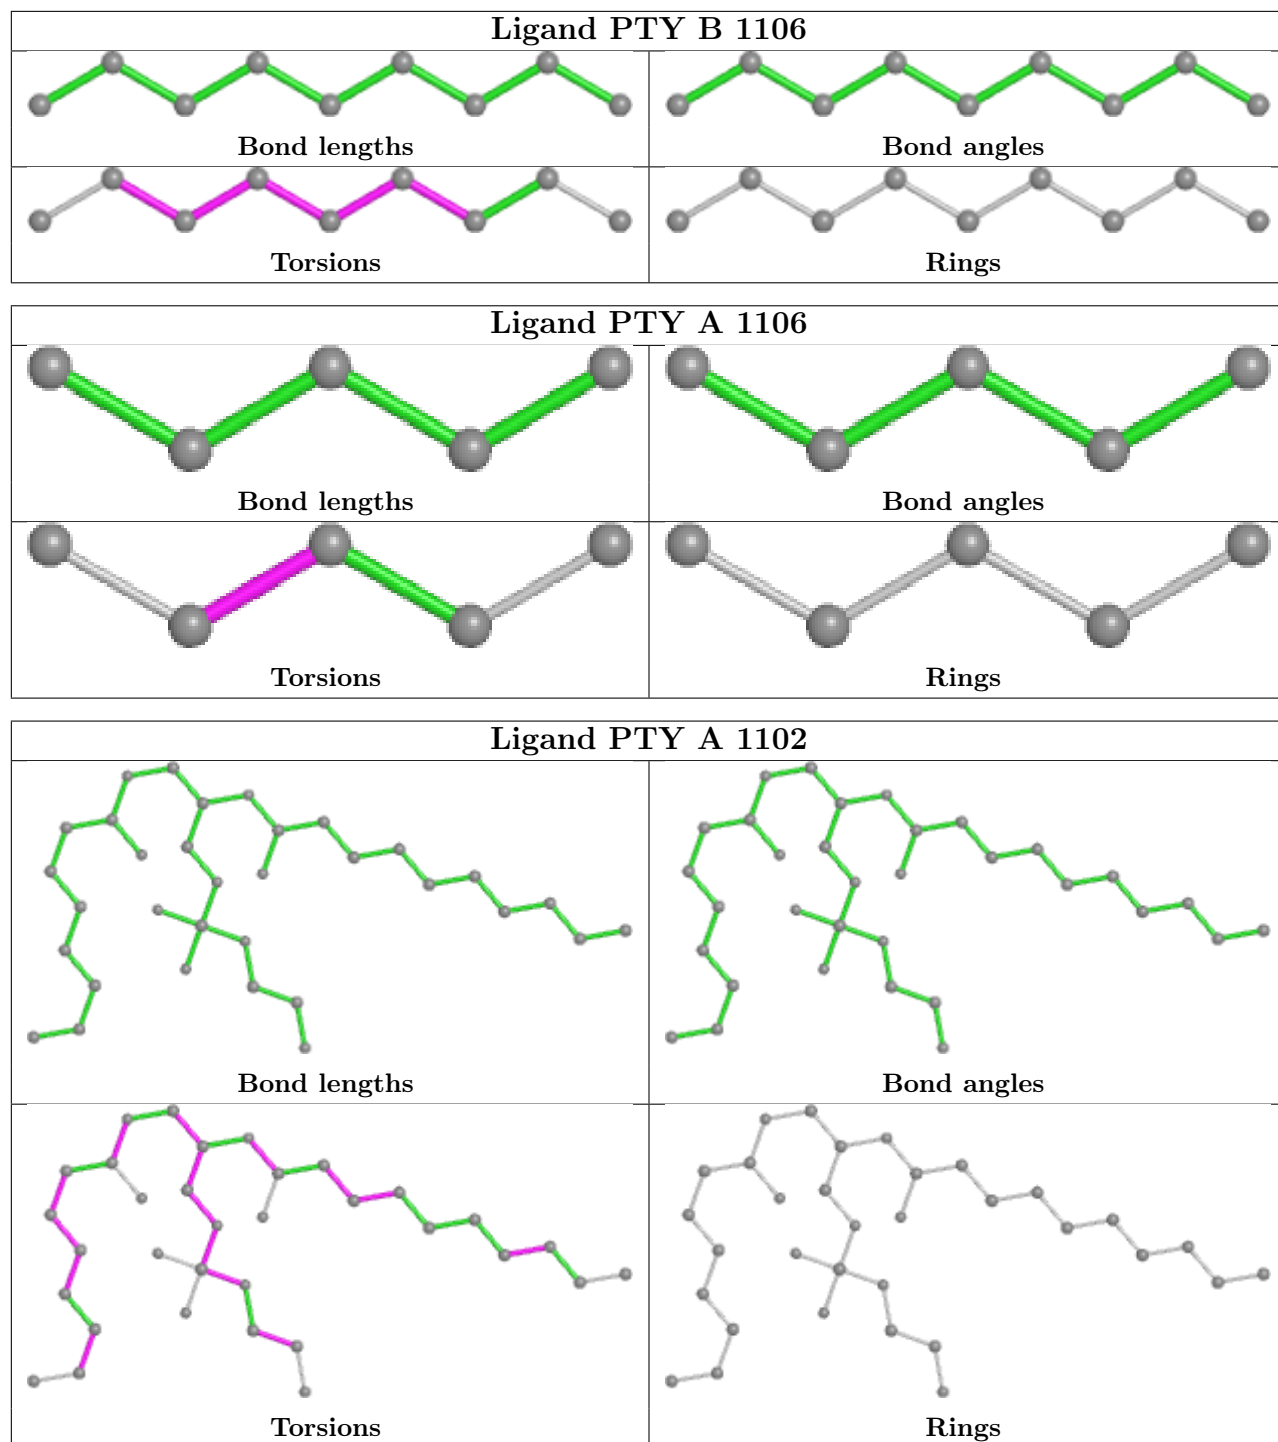 Ligand PTY B 1106
Bond lengths
Bond angles
Torsions
Rings
Ligand PTY A 1106
Bond lengths
Bond angles
Torsions
Rings
Ligand PTY A 1102
Bond lengths
Bond angles
Torsions
Rings